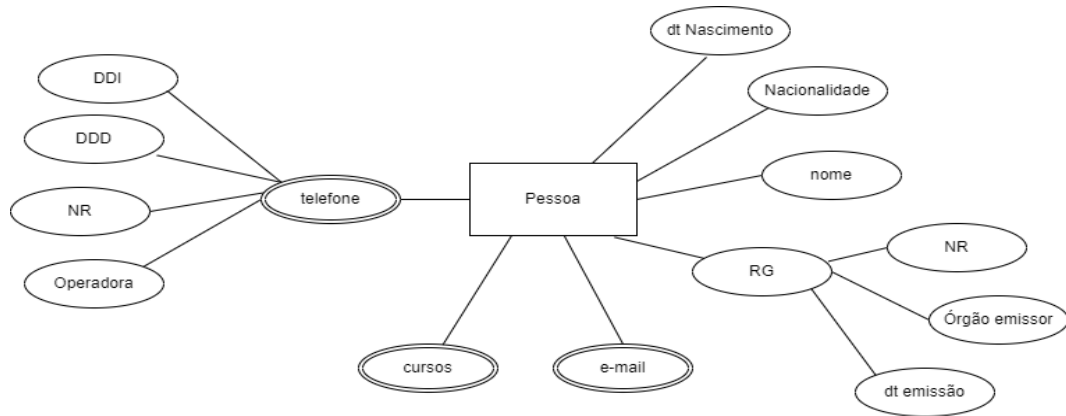 dt Nascimento
DDI
Nacionalidade
DDD
nome
telefone
Pessoa
NR
NR
RG
Operadora
Órgão emissor
cursos
e-mail
dt emissão